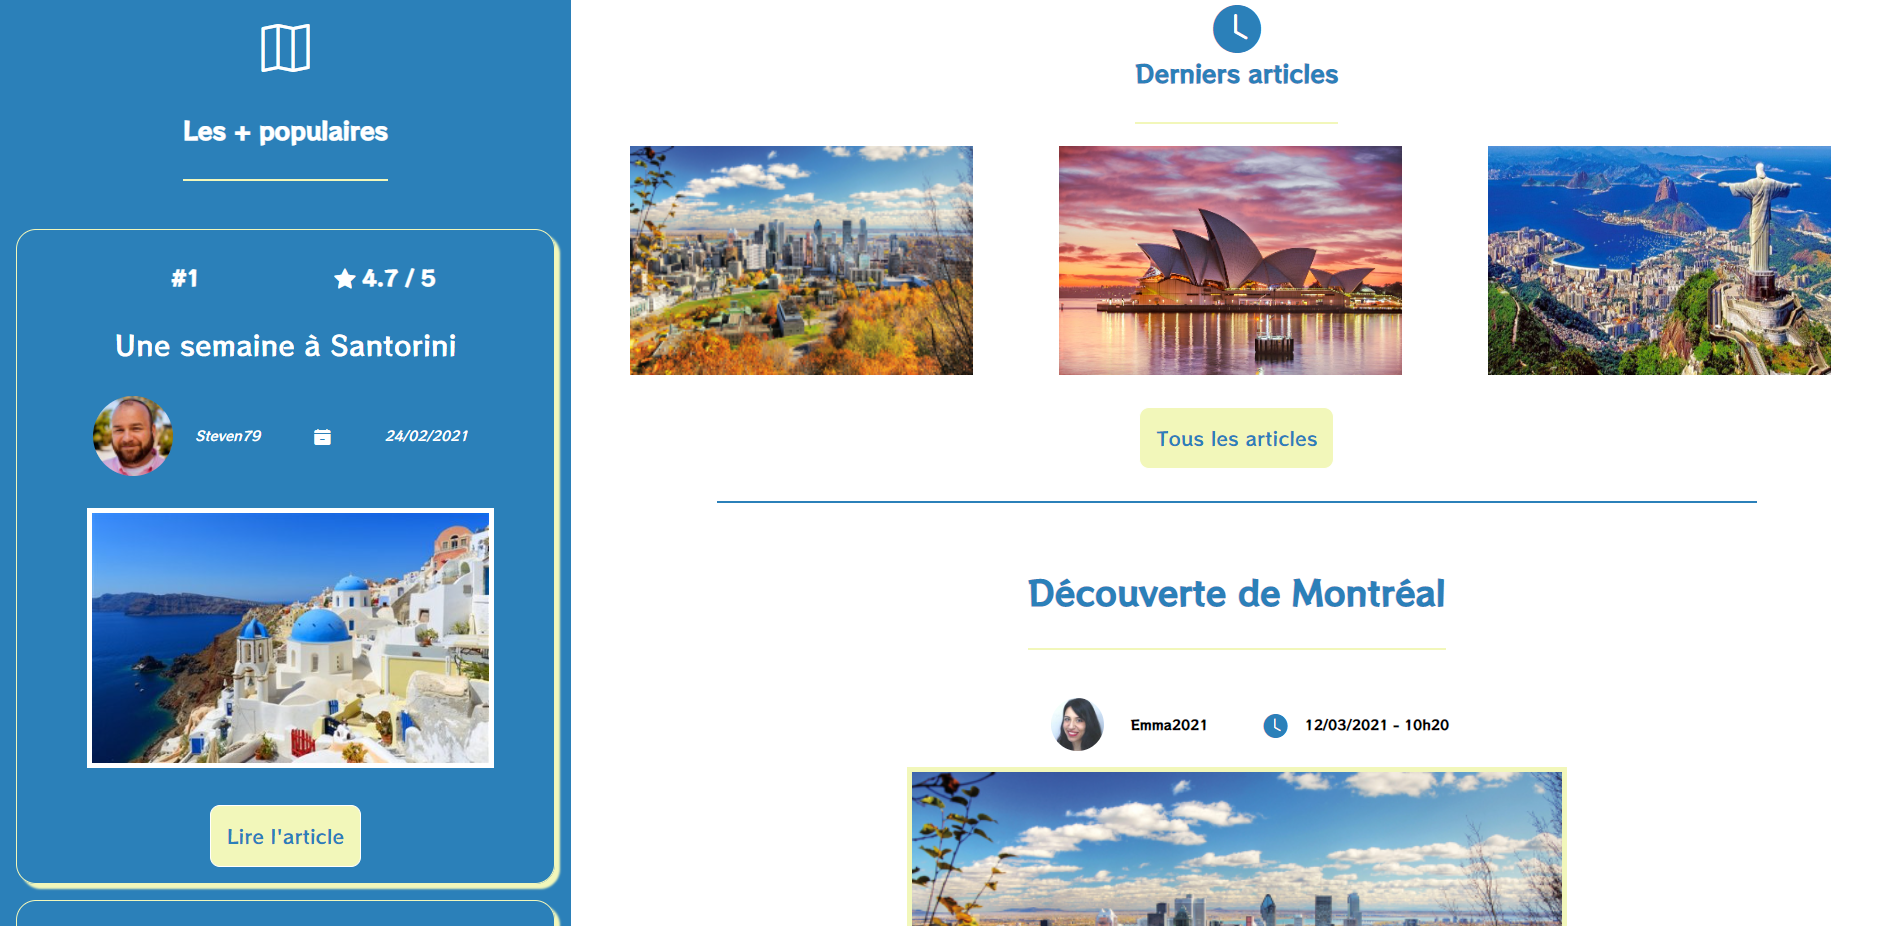 Les + populaires
#1
4.7 / 5
Une semaine à Santorini
Steven79
24/02/2021
Lire l'article
Derniers articles
Tous les articles
Découverte de Montréal
Emma2021
12/03/2021 - 10h20